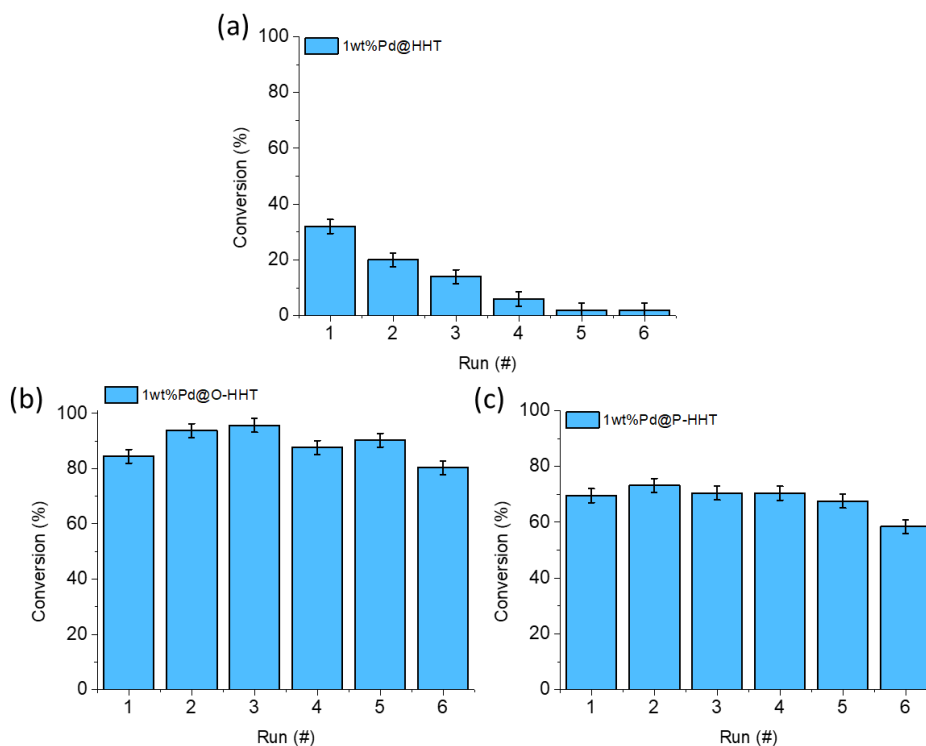 (a)
1wt%Pd@HHT
Conversion (%)
100
80
60
40
20
0
1 2 3 4 5 6
Run (#)
(b)
1wt%Pd@O-HHT
Conversion (%)
100
80
60
40
20
0
1 2 3 4 5 6
Run (#)
(c)
1wt%Pd@P-HHT
Conversion (%)
100
80
60
40
20
0
1 2 3 4 5 6
Run (#)